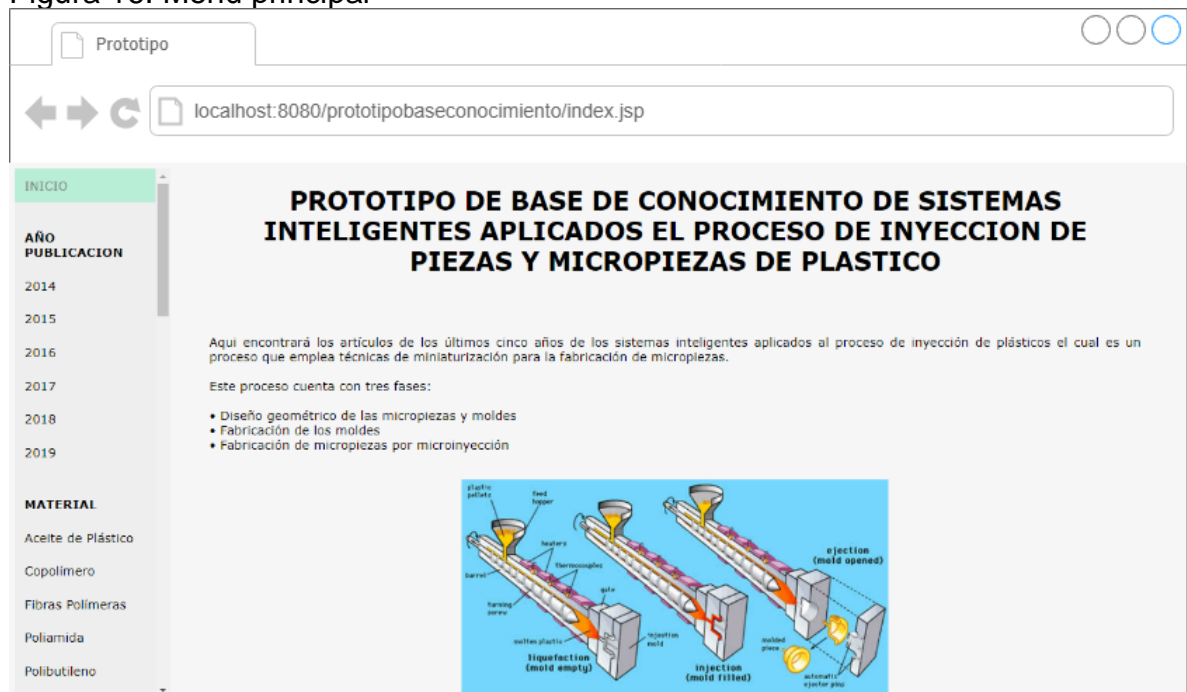 Prototipo
localhost:8080/prototipobaseconocimiento/index.jsp
INICIO
AÑO
PUBLICACION
2014
2015
2016
2017
2018
2019
MATERIAL
Aceite de Plástico
Copolímero
Fibras Polímeras
Poliamida
Polibutileno
PROTOTIPO DE BASE DE CONOCIMIENTO DE SISTEMAS
INTELIGENTES APLICADOS EL PROCESO DE INYECCION DE
PIEZAS Y MICROPIEZAS DE PLASTICO
Aqui encontrará los artículos de los últimos cinco años de los sistemas inteligentes aplicados al proceso de inyección de plásticos el cual es un
proceso que emplea técnicas de miniaturización para la fabricación de micropiezas.
Este proceso cuenta con tres fases:
• Diseño geométrico de las micropiezas y moldes
• Fabricación de los moldes
• Fabricación de micropiezas por microinyección
plastic
pellets
feed
hopper
heaters
thermocouples
barrel
gate
turning
screw
molten plastic
injection
mold
liquefaction
(mold empty)
injection
(mold filled)
ejection
(mold opened)
molded
piece
automatic
ejector pins